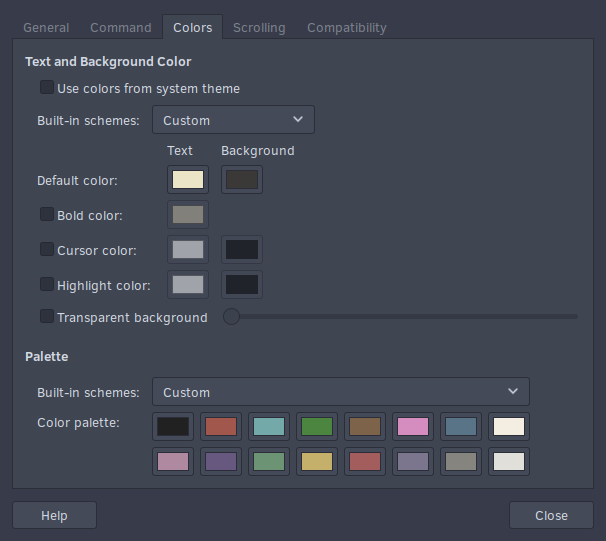 General Command Colors Scrolling Compatibility
Text and Background Color
Use colors from system theme
Built-in schemes: Custom
Text Background
Default color:
Bold color:
Cursor color:
Highlight color:
Transparent background
Palette
Built-in schemes: Custom
Color palette:
Help Close